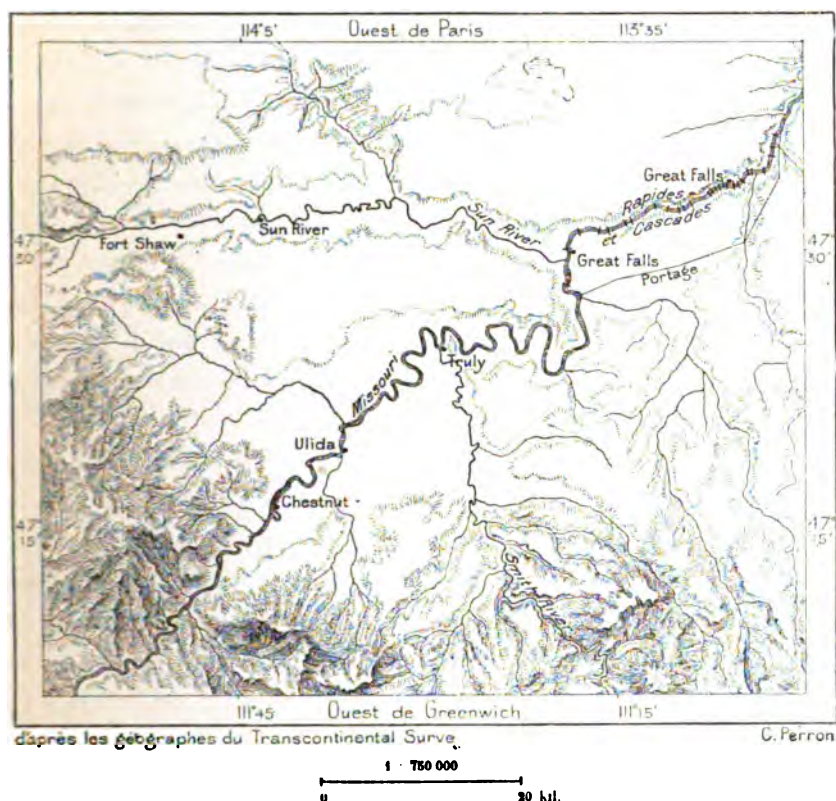 114°5' Ouest de Paris 113°35'
Great Falls
Rapides
et Cascades
Sun River
47°
30'
Fort Shaw
Sun River
Great Falls
47°
30'
Portage
Missouri
Truly
Ulida
Chestnut
47°
15'
47°
15'
111°45' Ouest de Greenwich 111°15'
d'après les géographes du Transcontinental Surve C. Perron
1 : 750 000
0 20 kil.